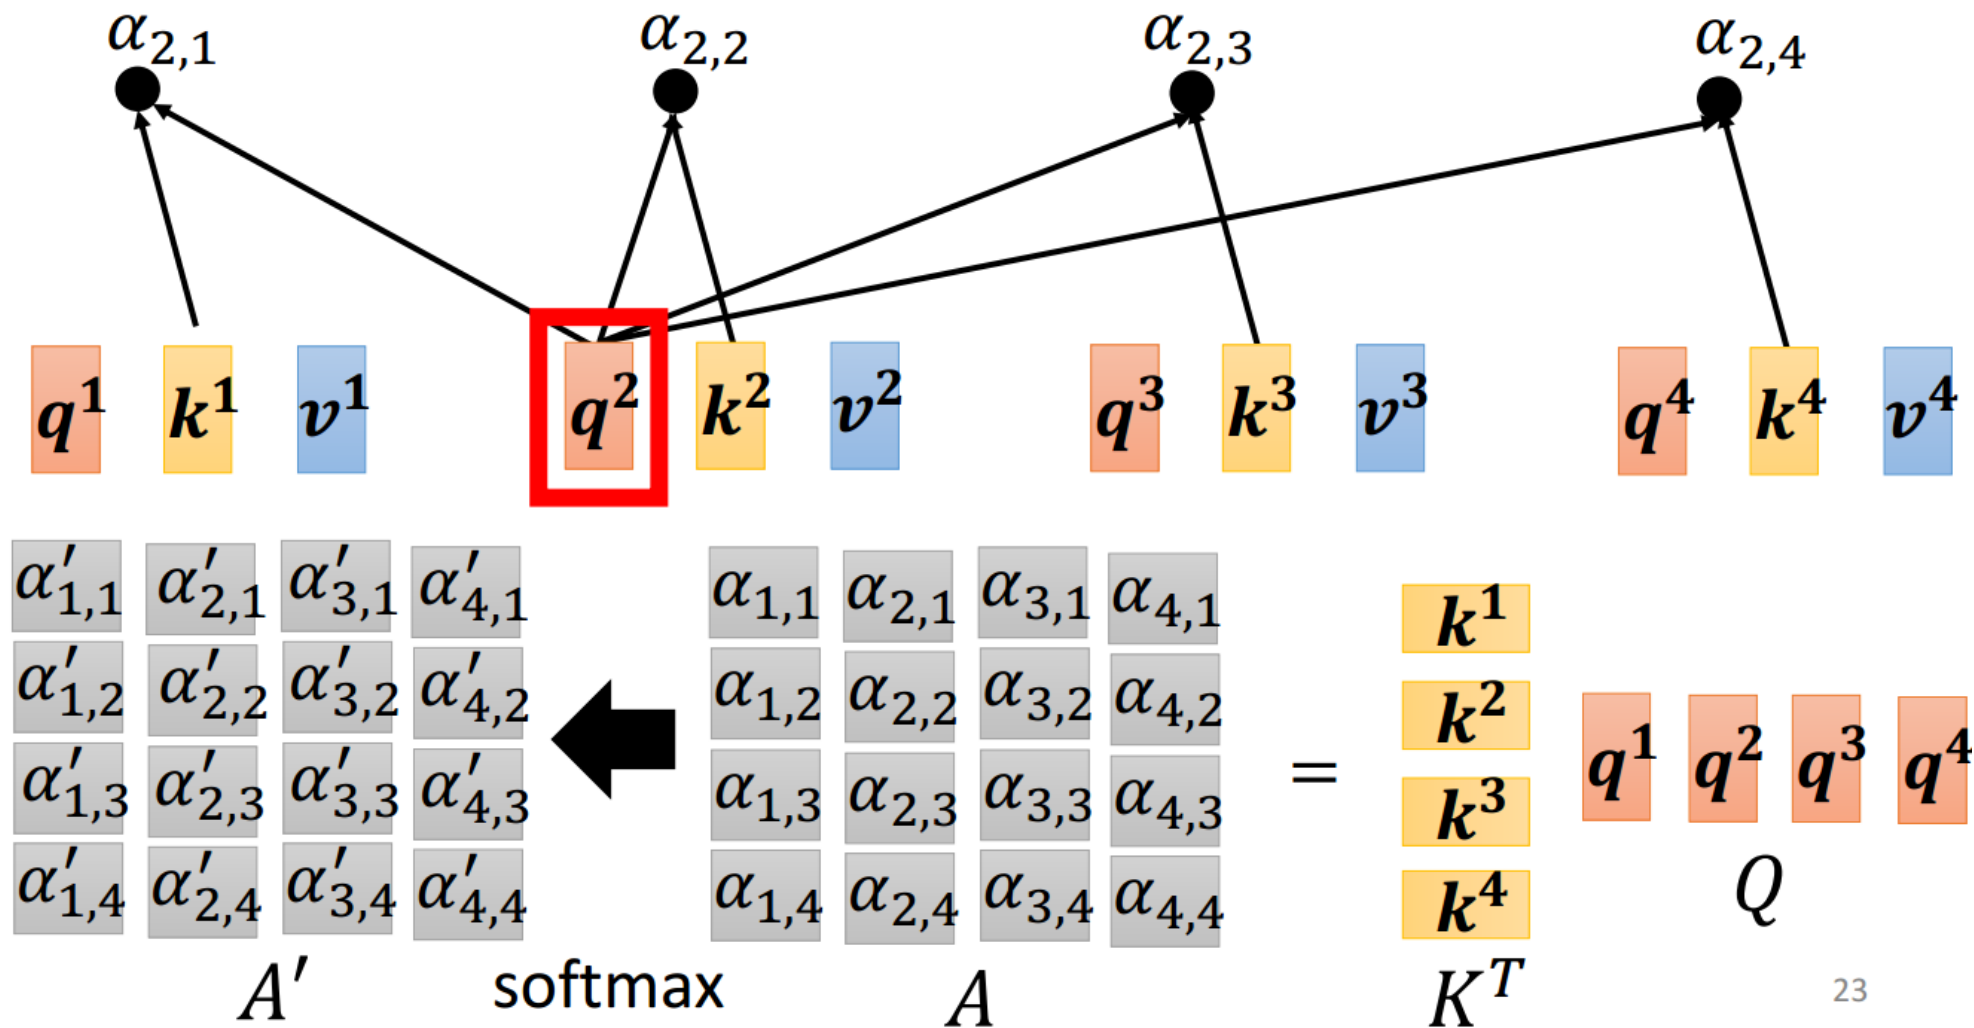 α₂,₁ α₂,₂ α₂,₃ α₂,₄
q¹ k¹ v¹ q² k² v² q³ k³ v³ q⁴ k⁴ v⁴
α′₁,₁ α′₂,₁ α′₃,₁ α′₄,₁ α₁,₁ α₂,₁ α₃,₁ α₄,₁ k¹
α′₁,₂ α′₂,₂ α′₃,₂ α′₄,₂ α₁,₂ α₂,₂ α₃,₂ α₄,₂ k²
= q¹ q² q³ q⁴
α′₁,₃ α′₂,₃ α′₃,₃ α′₄,₃ α₁,₃ α₂,₃ α₃,₃ α₄,₃ k³
α′₁,₄ α′₂,₄ α′₃,₄ α′₄,₄ α₁,₄ α₂,₄ α₃,₄ α₄,₄ k⁴ Q
A′ softmax A Kᵀ 23